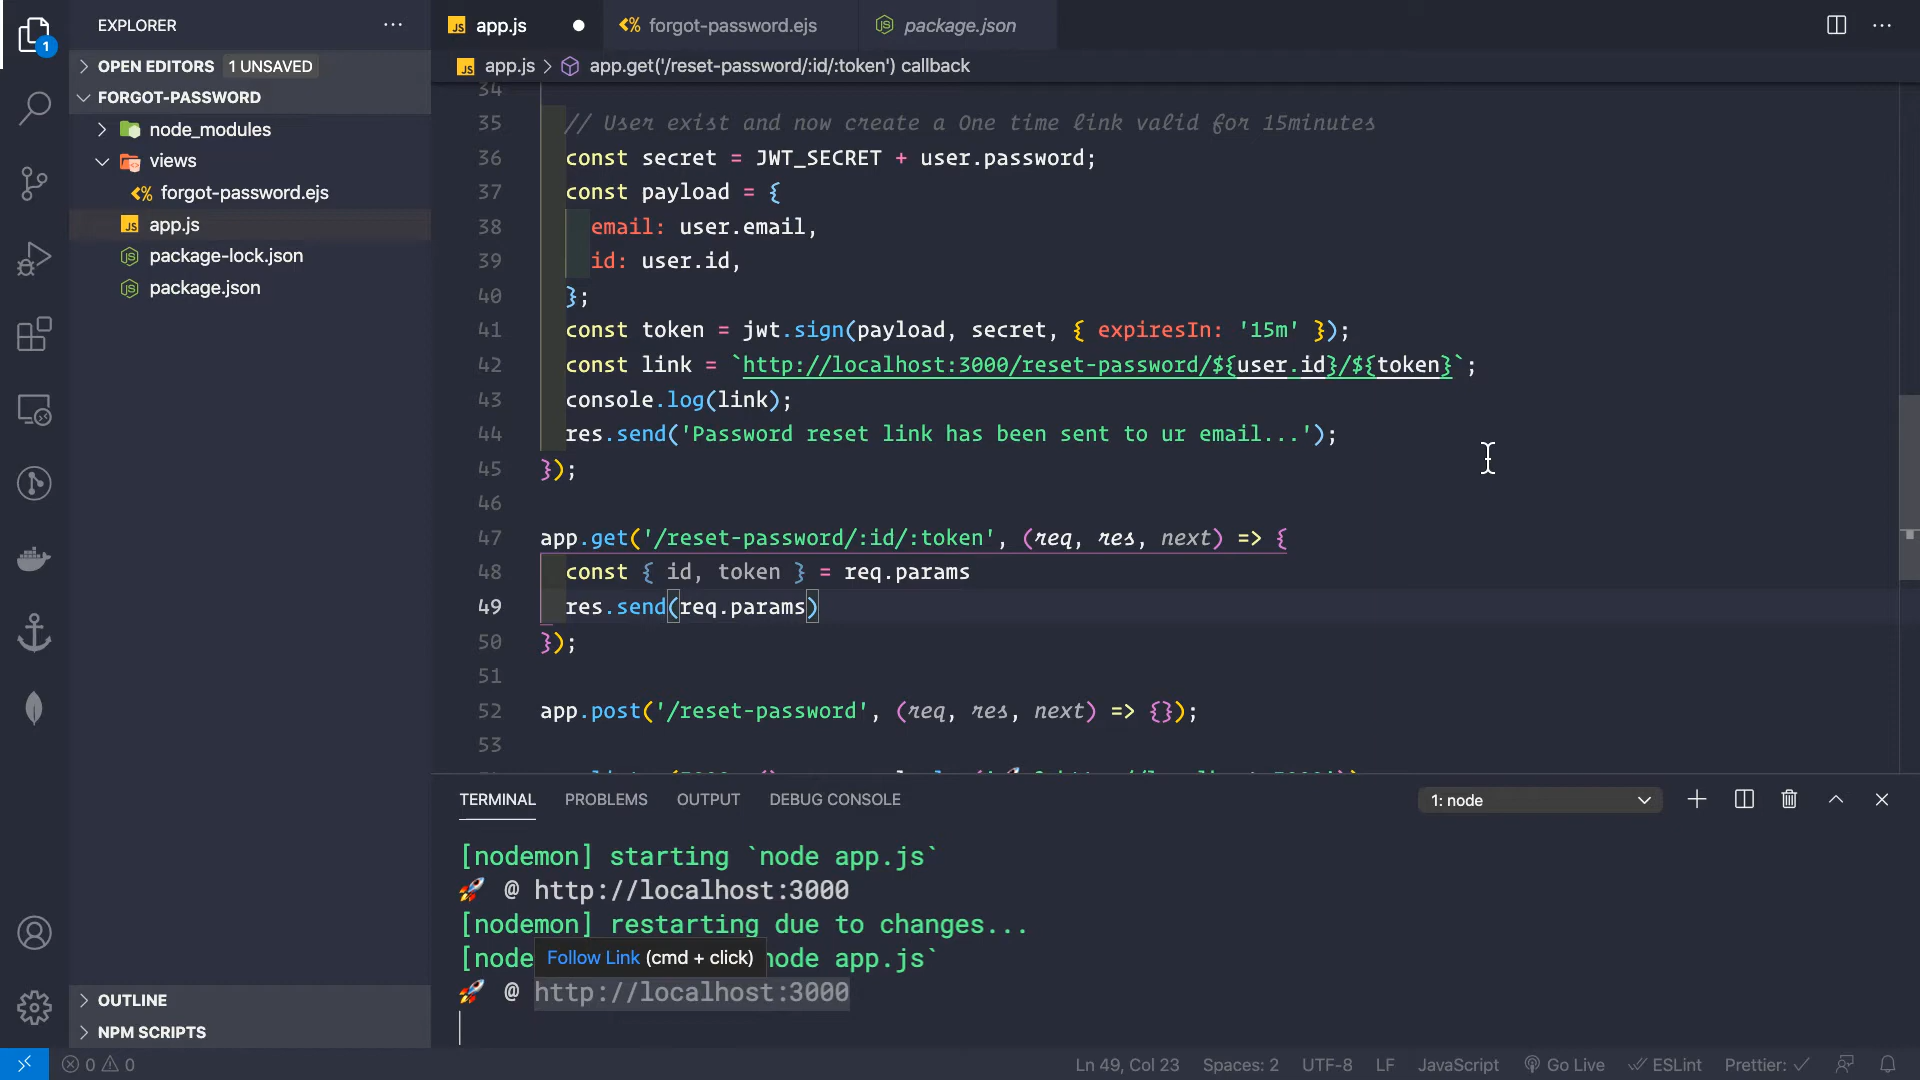 EXPLORER
1
OPEN EDITORS 1 UNSAVED
FORGOT-PASSWORD
node_modules
views
forgot-password.ejs
app.js
package-lock.json
package.json
OUTLINE
NPM SCRIPTS
app.js
forgot-password.ejs
package.json
app.js > app.get('/reset-password/:id/:token') callback
34
35 // User exist and now create a One time link valid for 15minutes
36 const secret = JWT_SECRET + user.password;
37 const payload = {
38 email: user.email,
39 id: user.id,
40 };
41 const token = jwt.sign(payload, secret, { expiresIn: '15m' });
42 const link = `http://localhost:3000/reset-password/${user.id}/${token}`;
43 console.log(link);
44 res.send('Password reset link has been sent to ur email...');
45 });
46
47 app.get('/reset-password/:id/:token', (req, res, next) => {
48 const { id, token } = req.params
49 res.send(req.params)
50 });
51
52 app.post('/reset-password', (req, res, next) => {});
53
TERMINAL PROBLEMS OUTPUT DEBUG CONSOLE
1: node
[nodemon] starting `node app.js`
🚀 @ http://localhost:3000
[nodemon] restarting due to changes...
[node
Follow Link (cmd + click)
node app.js`
🚀 @ http://localhost:3000
0 0
Ln 49, Col 23 Spaces: 2 UTF-8 LF JavaScript Go Live ESLint Prettier: ✓